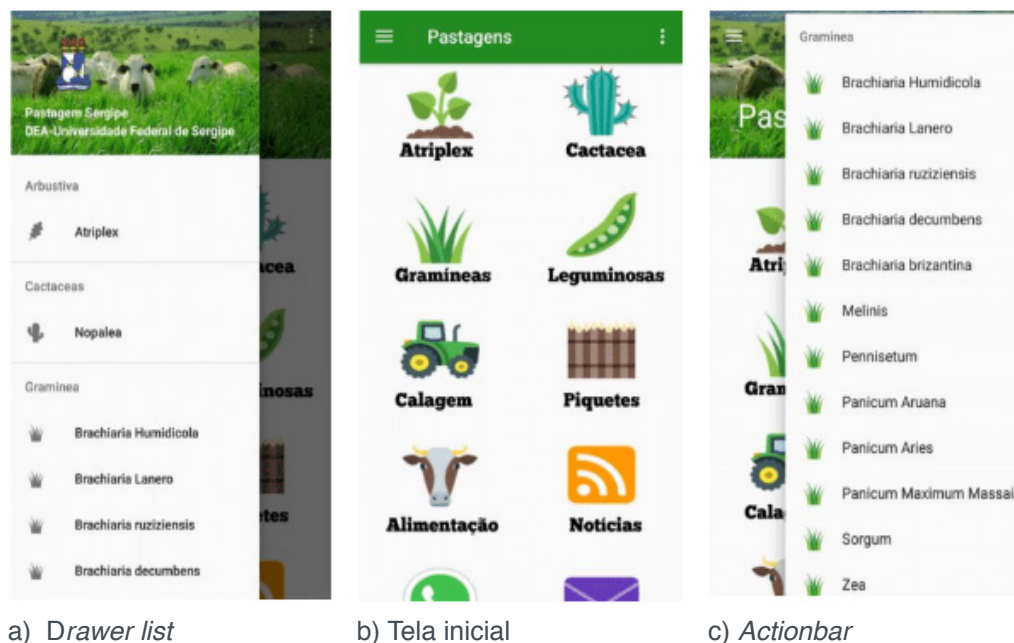 Pastagem Sergipe
DEA-Universidade Federal de Sergipe
Arbustiva
Atriplex
Cactaceas
Nopalea
Graminea
Brachiaria Humidicola
Brachiaria Lanero
Brachiaria ruziziensis
Brachiaria decumbens
acea
inosas
etes
a) Drawer list
Pastagens
Atriplex
Cactacea
Gramíneas
Leguminosas
Calagem
Piquetes
Alimentação
Notícias
b) Tela inicial
Pas
Atri
Gran
Cala
Graminea
Brachiaria Humidicola
Brachiaria Lanero
Brachiaria ruziziensis
Brachiaria decumbens
Brachiaria brizantina
Melinis
Pennisetum
Panicum Aruana
Panicum Aries
Panicum Maximum Massai
Sorgum
Zea
c) Actionbar